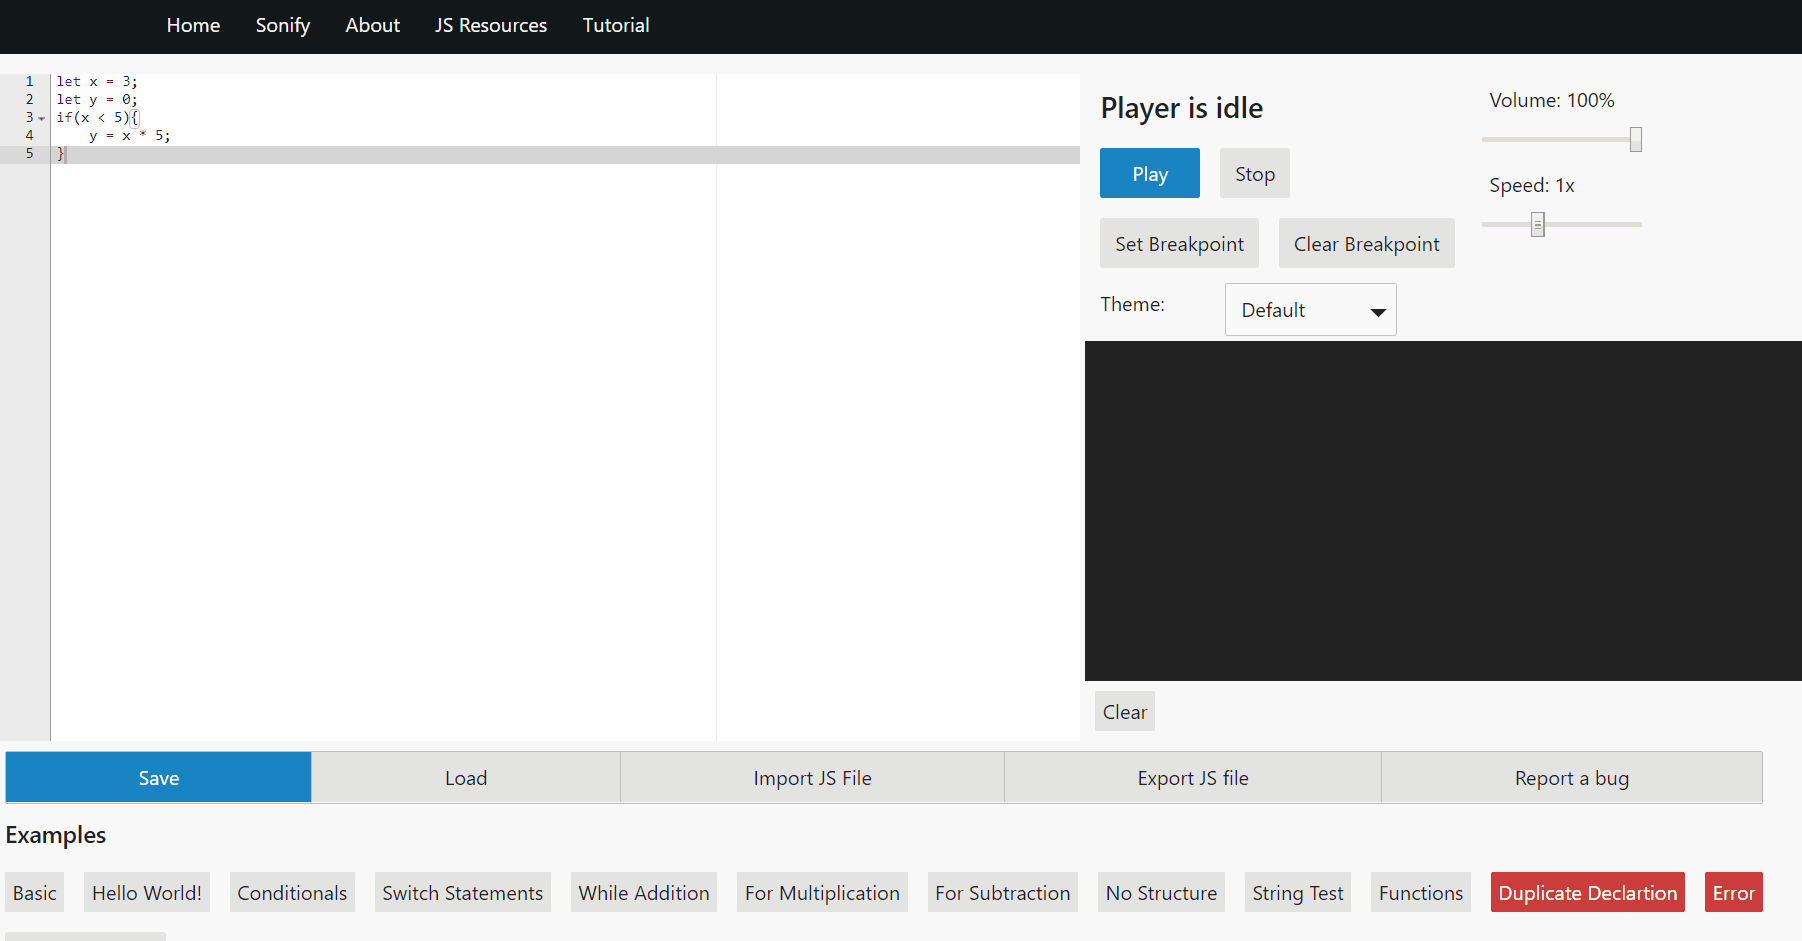 Home Sonify About JS Resources Tutorial
1 let x = 3;
2 let y = 0;
3 if(x < 5){
4     y = x * 5;
5 }
Player is idle
Play Stop
Set Breakpoint Clear Breakpoint
Theme: Default
Volume: 100%
Speed: 1x
Clear
Save Load Import JS File Export JS file Report a bug
Examples
Basic Hello World! Conditionals Switch Statements While Addition For Multiplication For Subtraction No Structure String Test Functions Duplicate Declartion Error